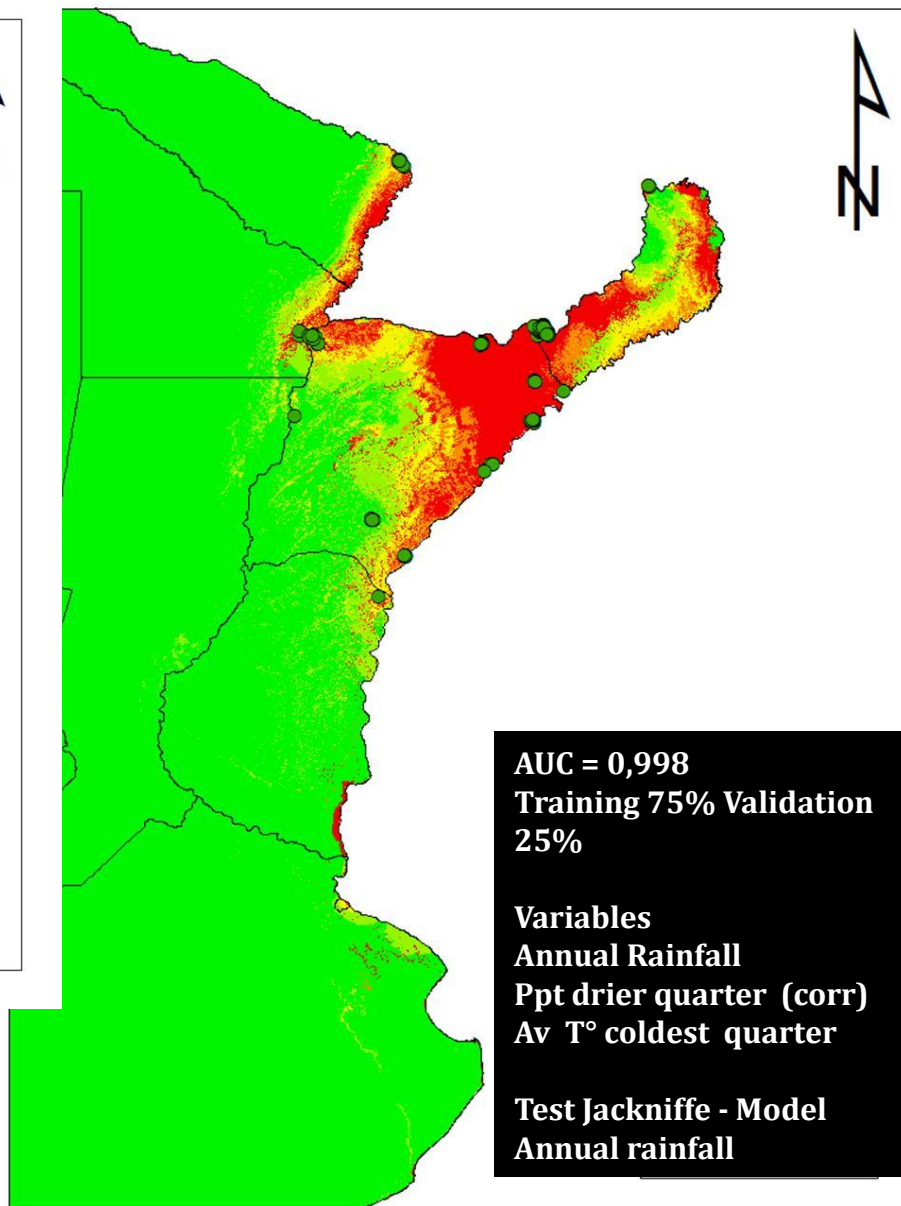 N
AUC = 0,998
Training 75% Validation
25%
Variables
Annual Rainfall
Ppt drier quarter (corr)
Av T° coldest quarter
Test Jackniffe - Model
Annual rainfall